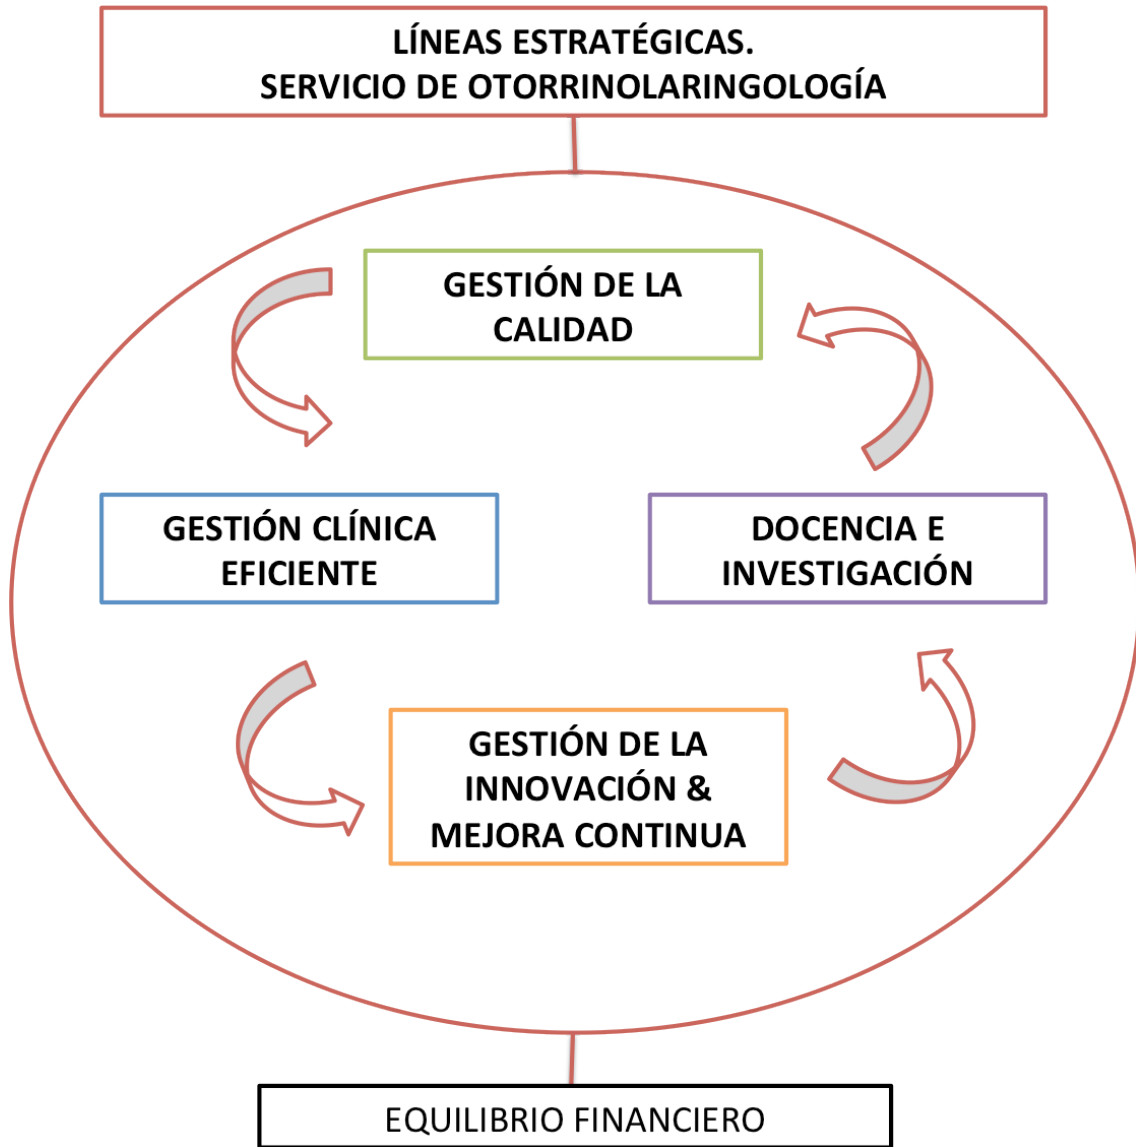 LÍNEAS ESTRATÉGICAS.
SERVICIO DE OTORRINOLARINGOLOGÍA
GESTIÓN DE LA
CALIDAD
GESTIÓN CLÍNICA
EFICIENTE
DOCENCIA E
INVESTIGACIÓN
GESTIÓN DE LA
INNOVACIÓN &
MEJORA CONTINUA
EQUILIBRIO FINANCIERO